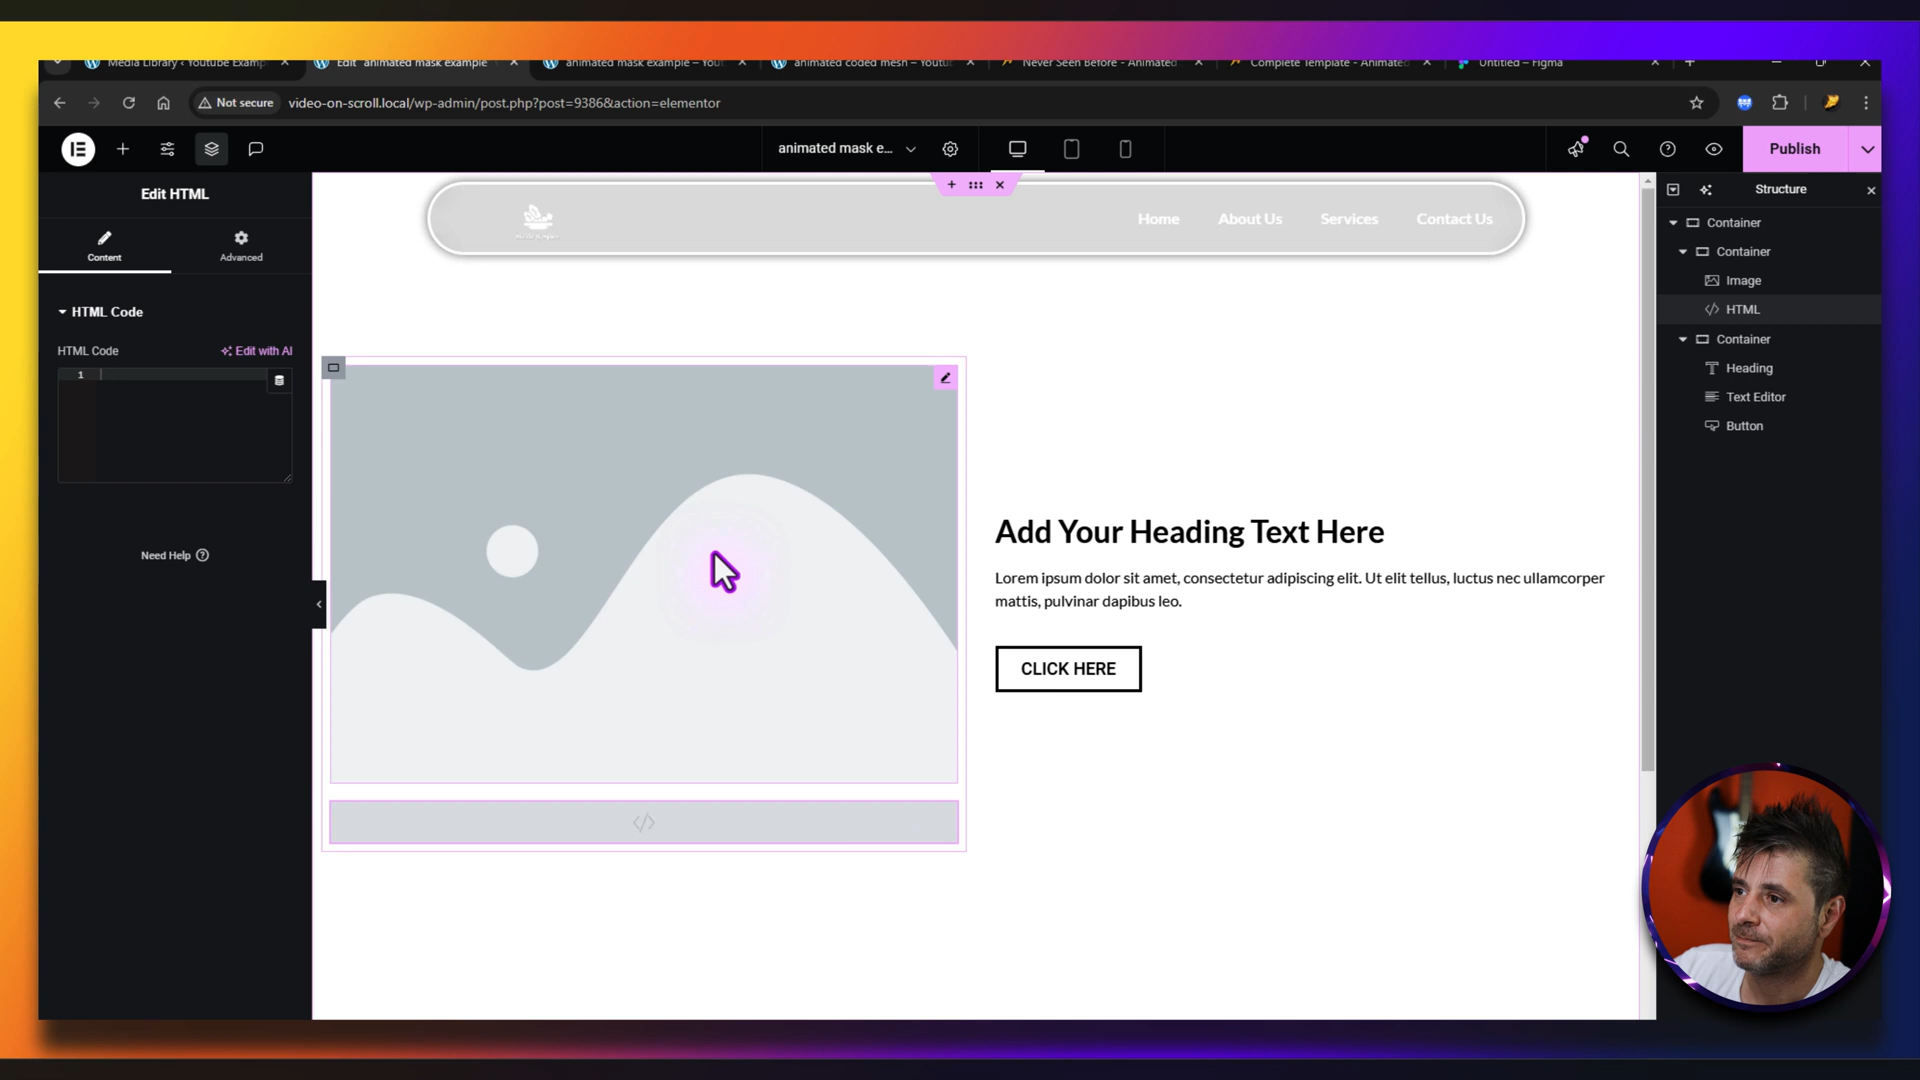 Media Library ‹ Youtube Examp
Edit "animated mask example
animated mask example – You
animated coded mesh – Youtu
Never Seen Before - Animated
Complete Template - Animated
Untitled – Figma
Not secure
video-on-scroll.local/wp-admin/post.php?post=9386&action=elementor
animated mask e...
Publish
Edit HTML
Content
Advanced
HTML Code
HTML Code
Edit with AI
1
Need Help
Home
About Us
Services
Contact Us
Add Your Heading Text Here
Lorem ipsum dolor sit amet, consectetur adipiscing elit. Ut elit tellus, luctus nec ullamcorper
mattis, pulvinar dapibus leo.
CLICK HERE
Structure
Container
Container
Image
HTML
Container
Heading
Text Editor
Button